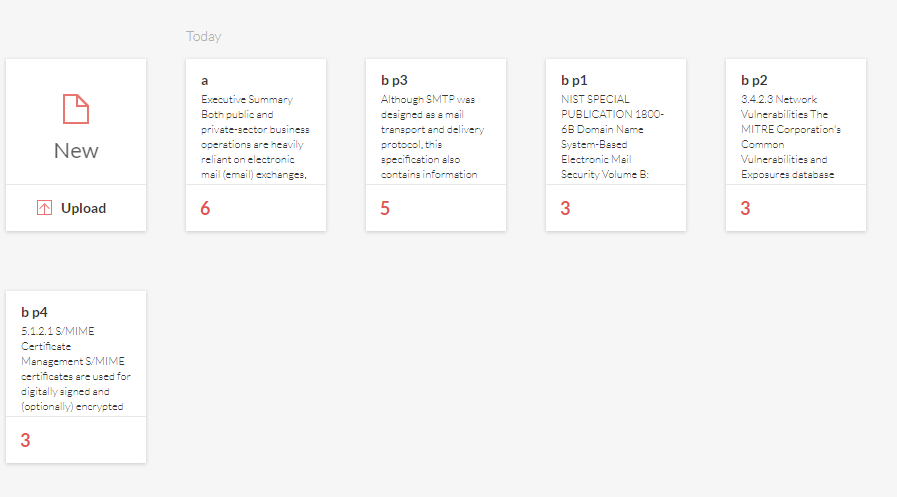 Today
New
Upload
a
Executive Summary
Both public and
private-sector business
operations are heavily
reliant on electronic
mail (email) exchanges,
6
b p3
Although SMTP was
designed as a mail
transport and delivery
protocol, this
specification also
contains information
5
b p1
NIST SPECIAL
PUBLICATION 1800-
6B Domain Name
System-Based
Electronic Mail
Security Volume B:
3
b p2
3.4.2.3 Network
Vulnerabilities The
MITRE Corporation's
Common
Vulnerabilities and
Exposures database
3
b p4
5.1.2.1 S/MIME
Certificate
Management S/MIME
certificates are used for
digitally signed and
(optionally) encrypted
3